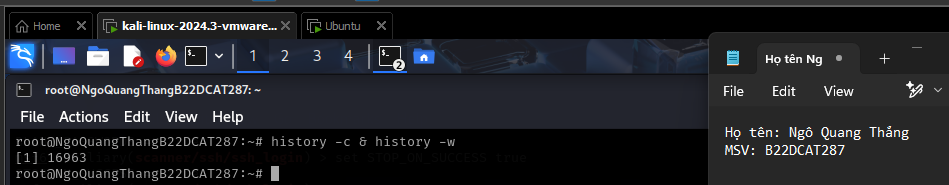 Home
kali-linux-2024.3-vmware...
Ubuntu
1 2 3 4
2
root@NgoQuangThangB22DCAT287: ~
File Actions Edit View Help
root@NgoQuangThangB22DCAT287:~# history -c & history -w
[1] 16963
root@NgoQuangThangB22DCAT287:~#
Họ tên Ng
File Edit View
Họ tên: Ngô Quang Thắng
MSV: B22DCAT287